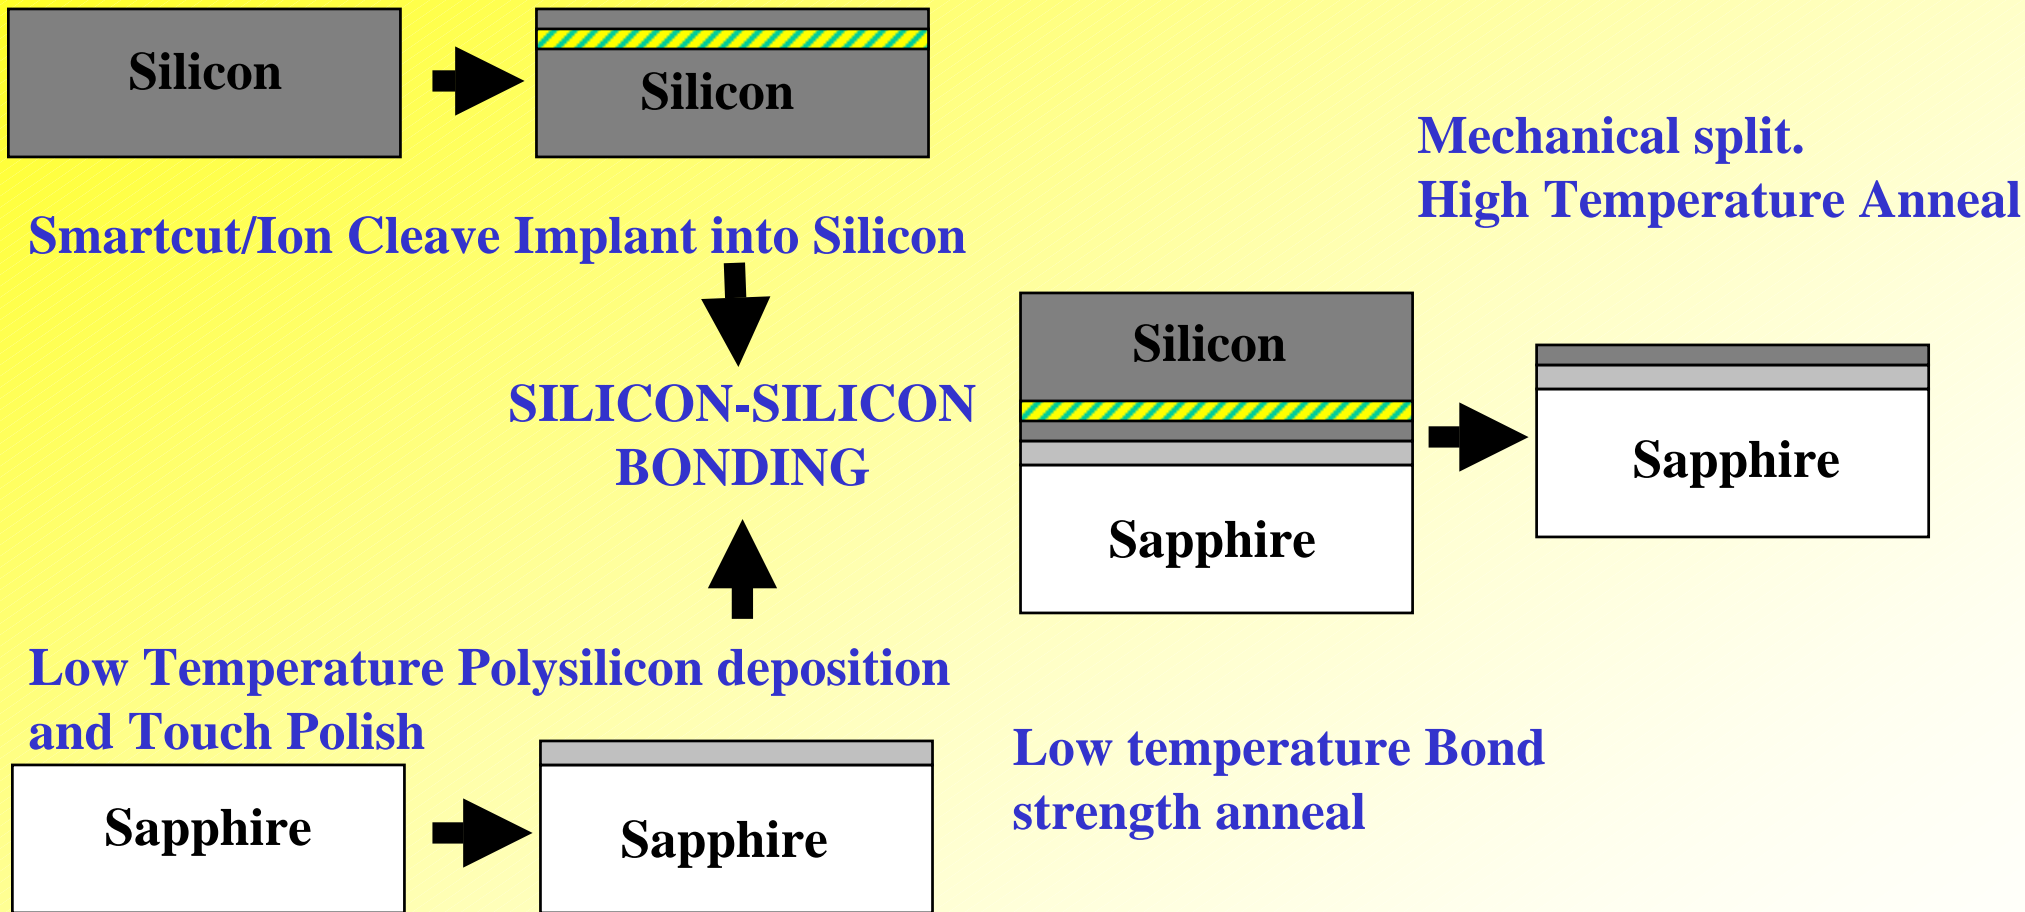 Silicon
Silicon
Smartcut/Ion Cleave Implant into Silicon
SILICON-SILICON
BONDING
Low Temperature Polysilicon deposition
and Touch Polish
Sapphire
Sapphire
Silicon
Sapphire
Low temperature Bond
strength anneal
Mechanical split.
High Temperature Anneal
Sapphire